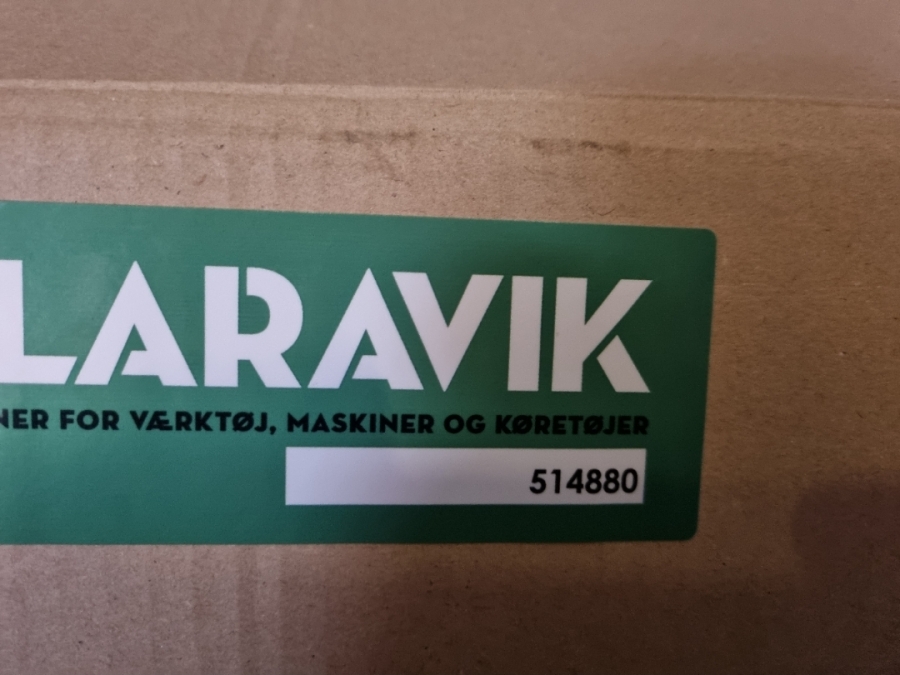 LARAVIK
NER FOR VÆRKTØJ, MASKINER OG KØRETØJER
514880